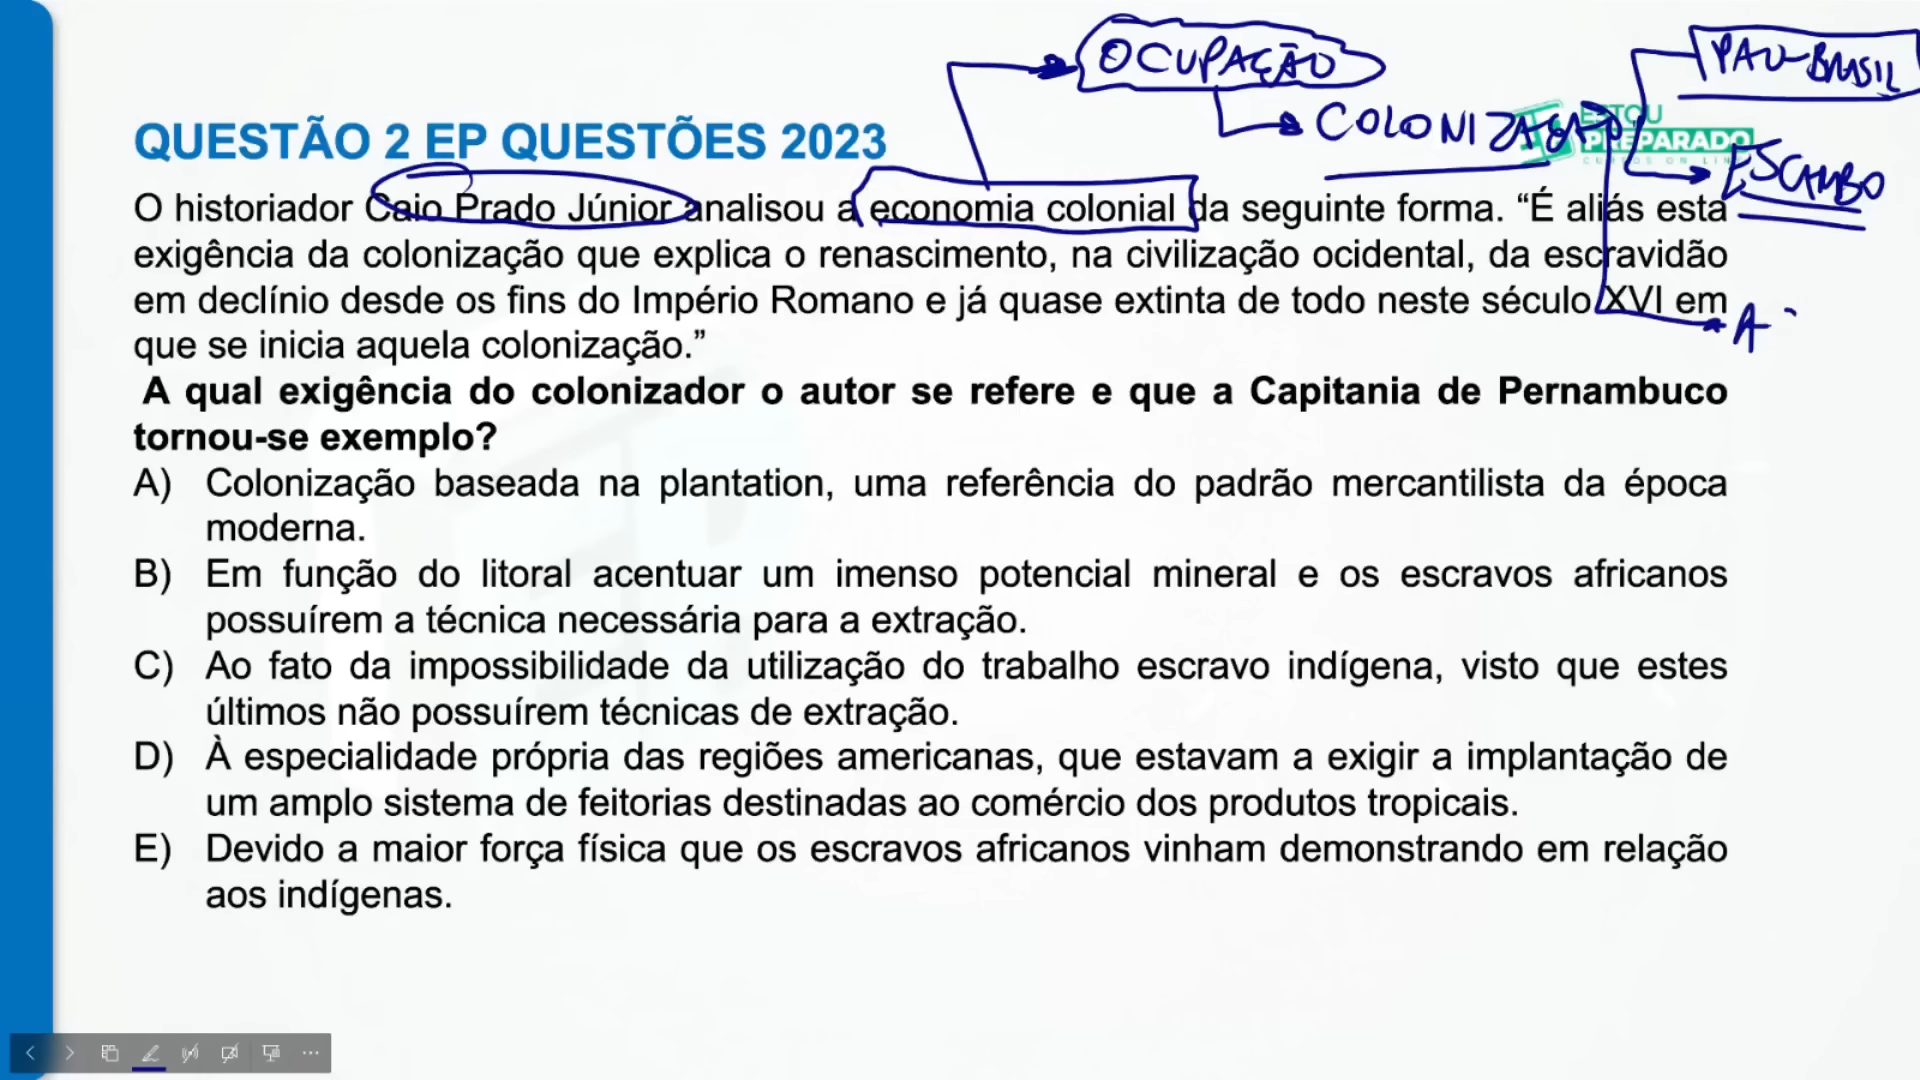 OCUPAÇÃO
PAU-BRASIL
COLONIZAÇÃO
ESTOU
PREPARADO
CURSOS ON LINE
ESCAMBO
QUESTÃO 2 EP QUESTÕES 2023
O historiador Caio Prado Júnior analisou a economia colonial da seguinte forma. “É aliás esta
exigência da colonização que explica o renascimento, na civilização ocidental, da escravidão
em declínio desde os fins do Império Romano e já quase extinta de todo neste século XVI em
que se inicia aquela colonização.”
A
A qual exigência do colonizador o autor se refere e que a Capitania de Pernambuco
tornou-se exemplo?
A) Colonização baseada na plantation, uma referência do padrão mercantilista da época
moderna.
B) Em função do litoral acentuar um imenso potencial mineral e os escravos africanos
possuírem a técnica necessária para a extração.
C) Ao fato da impossibilidade da utilização do trabalho escravo indígena, visto que estes
últimos não possuírem técnicas de extração.
D) À especialidade própria das regiões americanas, que estavam a exigir a implantação de
um amplo sistema de feitorias destinadas ao comércio dos produtos tropicais.
E) Devido a maior força física que os escravos africanos vinham demonstrando em relação
aos indígenas.